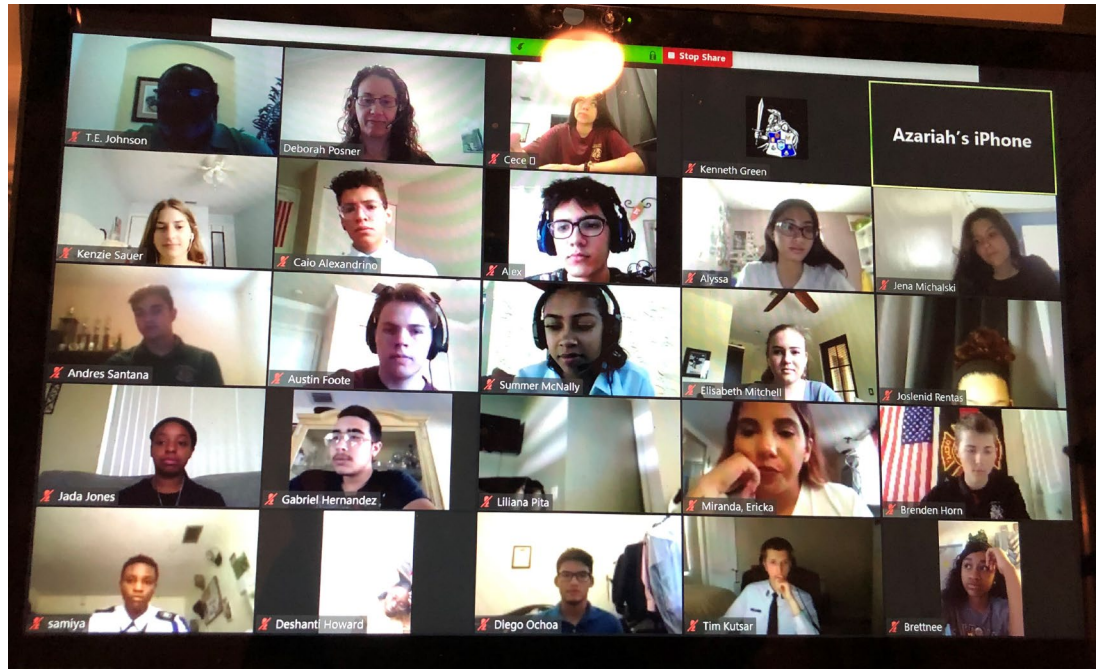 Stop Share
T.E. Johnson
Deborah Posner
Cece
Kenneth Green
Azariah's iPhone
Kenzie Sauer
Caio Alexandrino
Alex
Alyssa
Jena Michalski
Andres Santana
Austin Foote
Summer McNally
Elisabeth Mitchell
Joslenid Rentas
Jada Jones
Gabriel Hernandez
Liliana Pita
Miranda, Ericka
Brenden Horn
samiya
Deshanti Howard
Diego Ochoa
Tim Kutsar
Brettnee